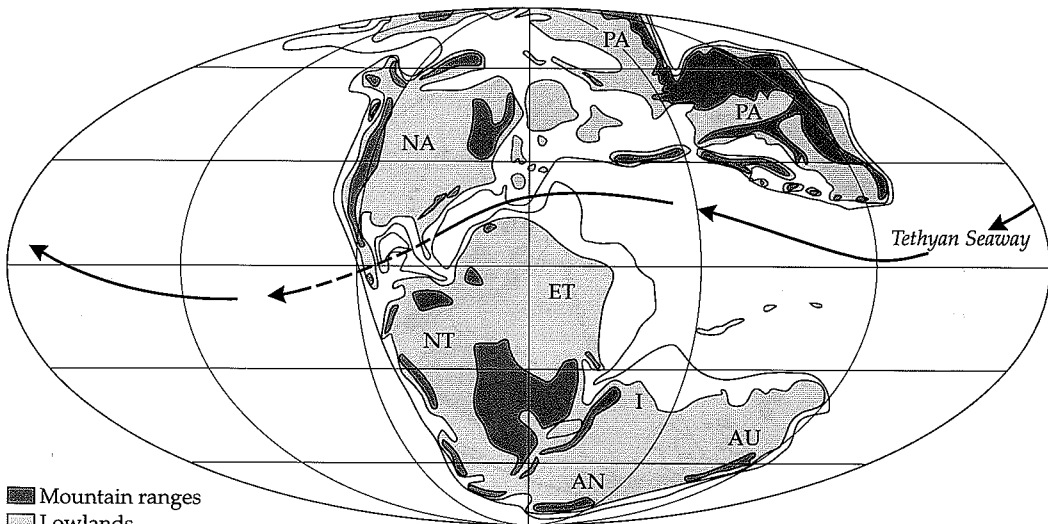 PA
PA
NA
Tethyan Seaway
ET
NT
I
AU
AN
Mountain ranges
Lowlands